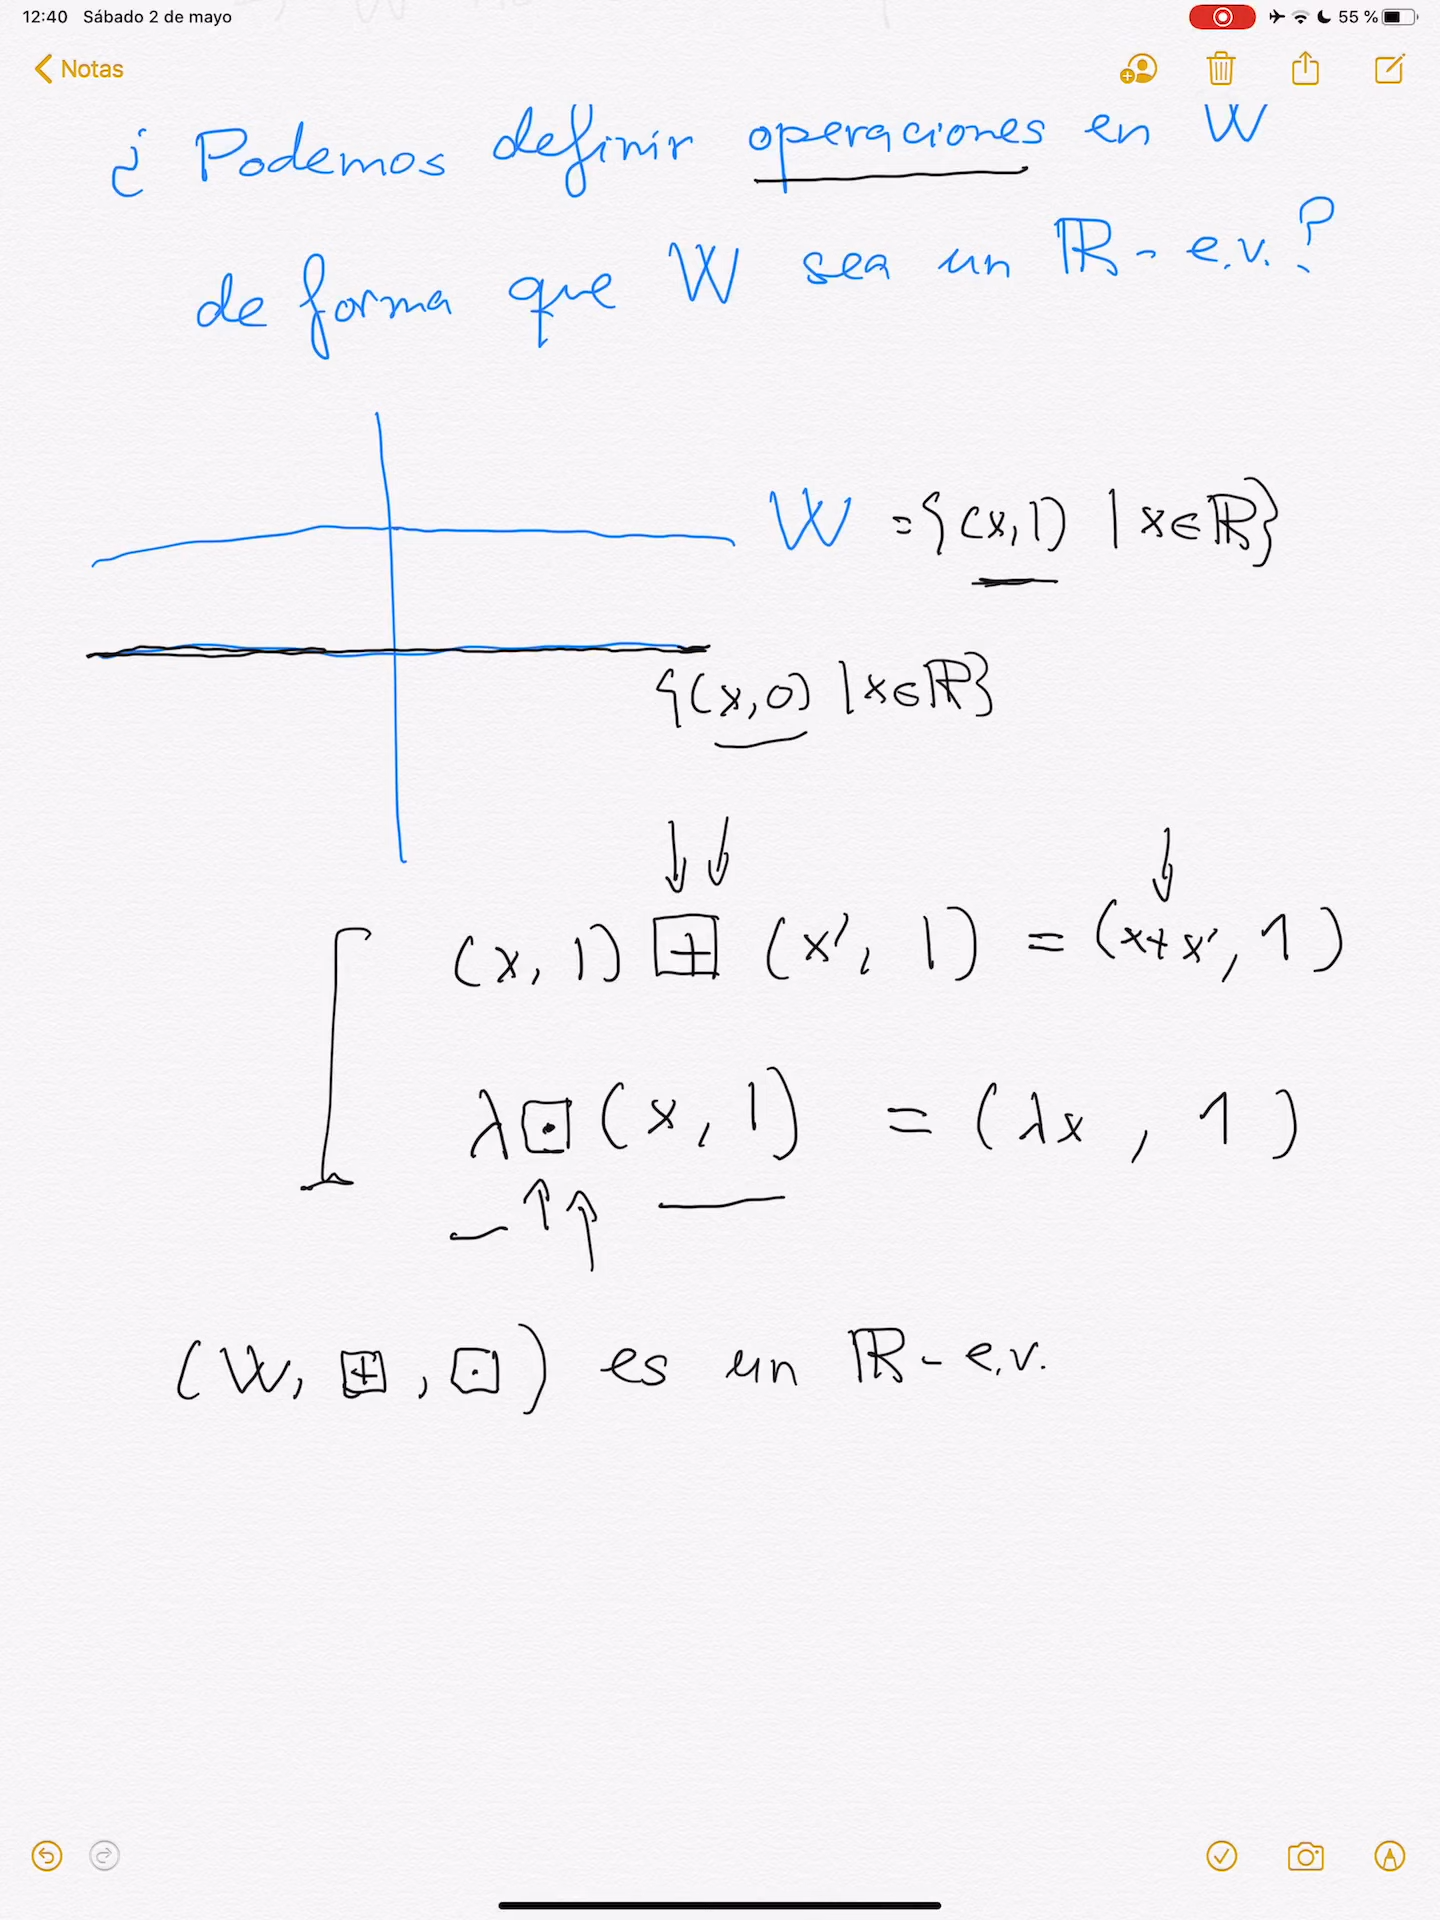 12:40 Sábado 2 de mayo 55 %
Notas
¿Podemos definir operaciones en W
de forma que W sea un ℝ-e.v.?
W = {(x,1) | x∈ℝ}
{(x,0) | x∈ℝ}
(x, 1) ⊞ (x', 1) = (x+x', 1)
λ ⊡ (x, 1) = (λx, 1)
(W, ⊞, ⊡) es un ℝ-e.v.